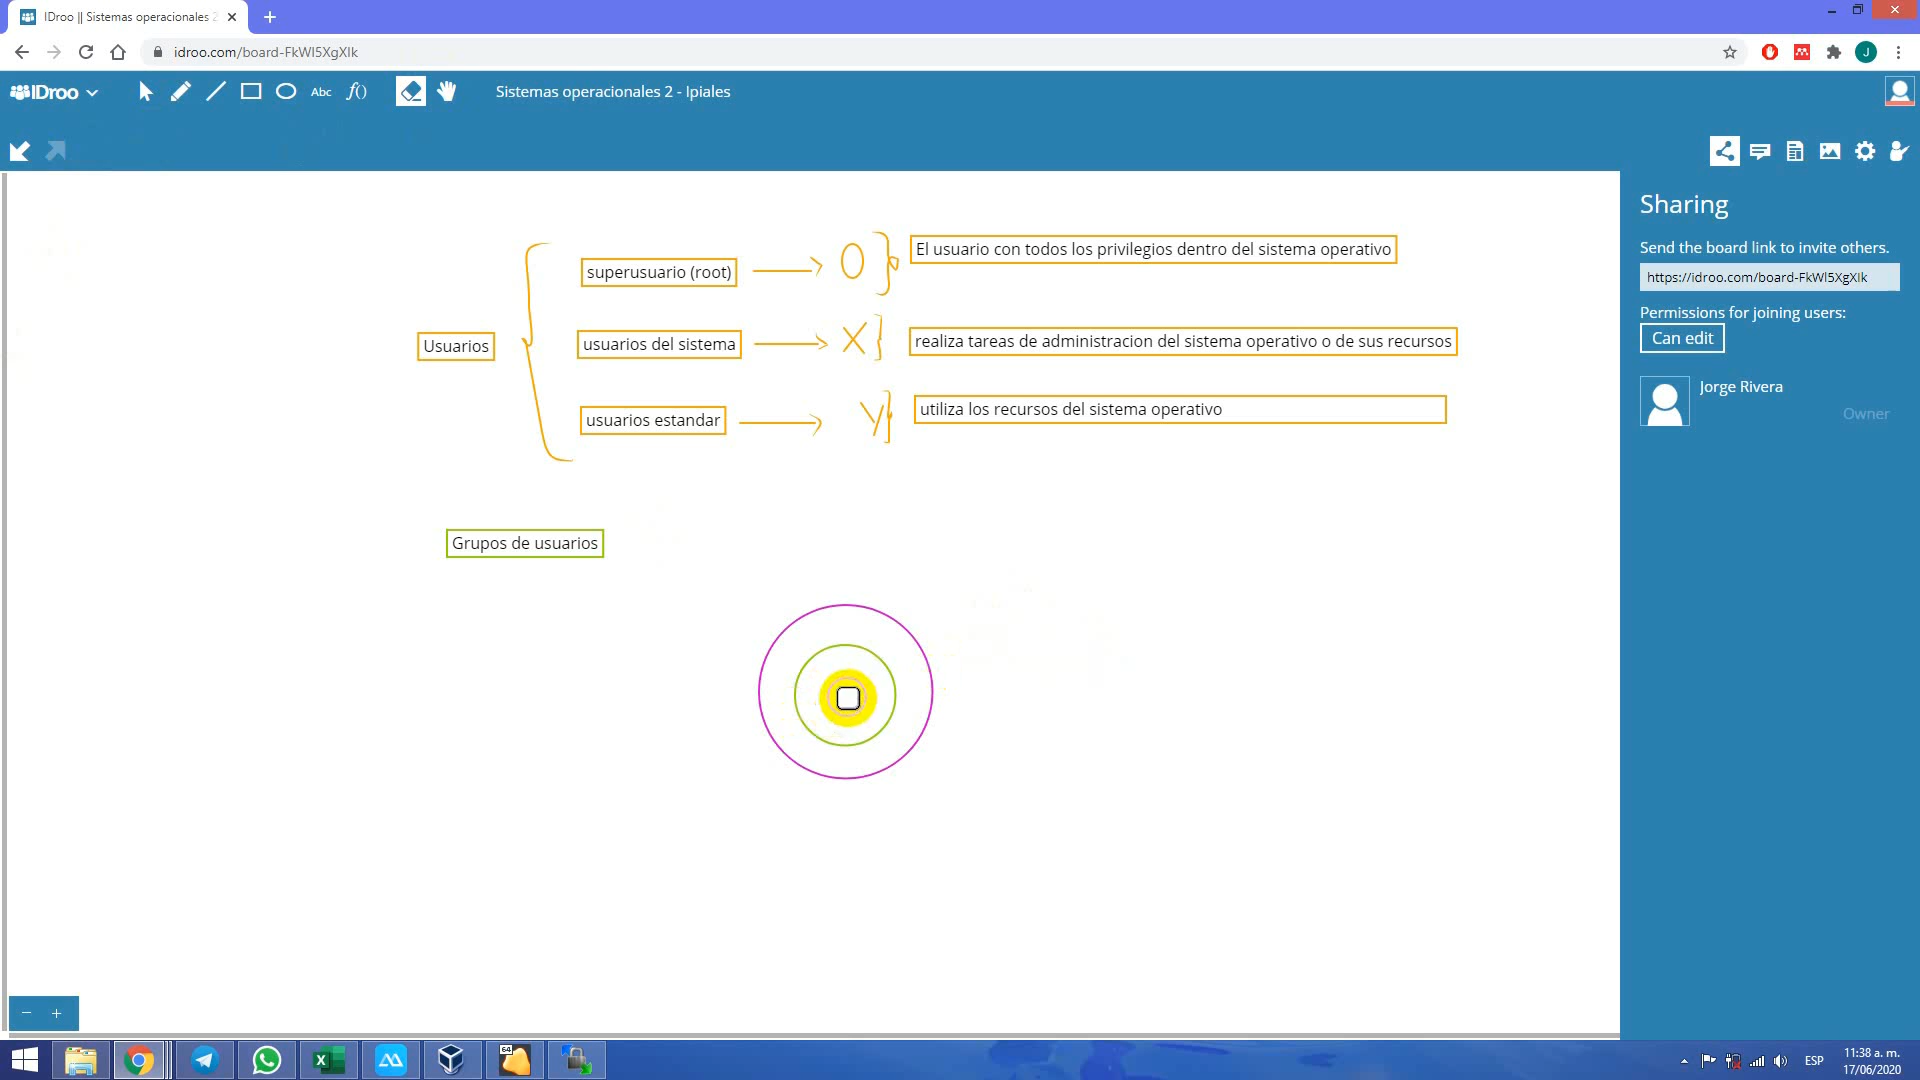 IDroo || Sistemas operacionales 2
idroo.com/board-FkWl5XgXlk
J
IDroo
Abc
f()
Sistemas operacionales 2 - Ipiales
Sharing
Send the board link to invite others.
https://idroo.com/board-FkWl5XgXlk
Permissions for joining users:
Can edit
Jorge Rivera
Owner
superusuario (root)
O
El usuario con todos los privilegios dentro del sistema operativo
Usuarios
usuarios del sistema
X
realiza tareas de administracion del sistema operativo o de sus recursos
usuarios estandar
Y
utiliza los recursos del sistema operativo
Grupos de usuarios
64
ESP
11:38 a. m.
17/06/2020